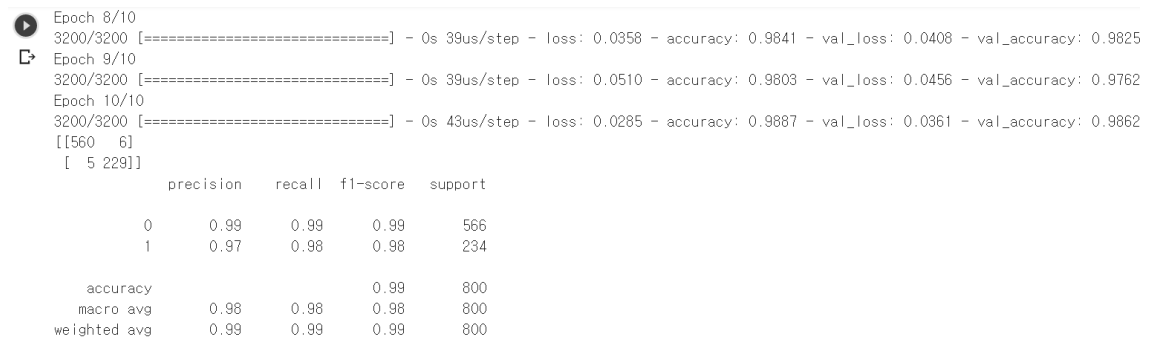 Epoch 8/10
3200/3200 [==============================] - 0s 39us/step - loss: 0.0358 - accuracy: 0.9841 - val_loss: 0.0408 - val_accuracy: 0.9825
Epoch 9/10
3200/3200 [==============================] - 0s 39us/step - loss: 0.0510 - accuracy: 0.9803 - val_loss: 0.0456 - val_accuracy: 0.9762
Epoch 10/10
3200/3200 [==============================] - 0s 43us/step - loss: 0.0285 - accuracy: 0.9887 - val_loss: 0.0361 - val_accuracy: 0.9862
[[560   6]
 [  5 229]]
              precision    recall  f1-score   support

           0       0.99      0.99      0.99       566
           1       0.97      0.98      0.98       234

    accuracy                           0.99       800
   macro avg       0.98      0.98      0.98       800
weighted avg       0.99      0.99      0.99       800